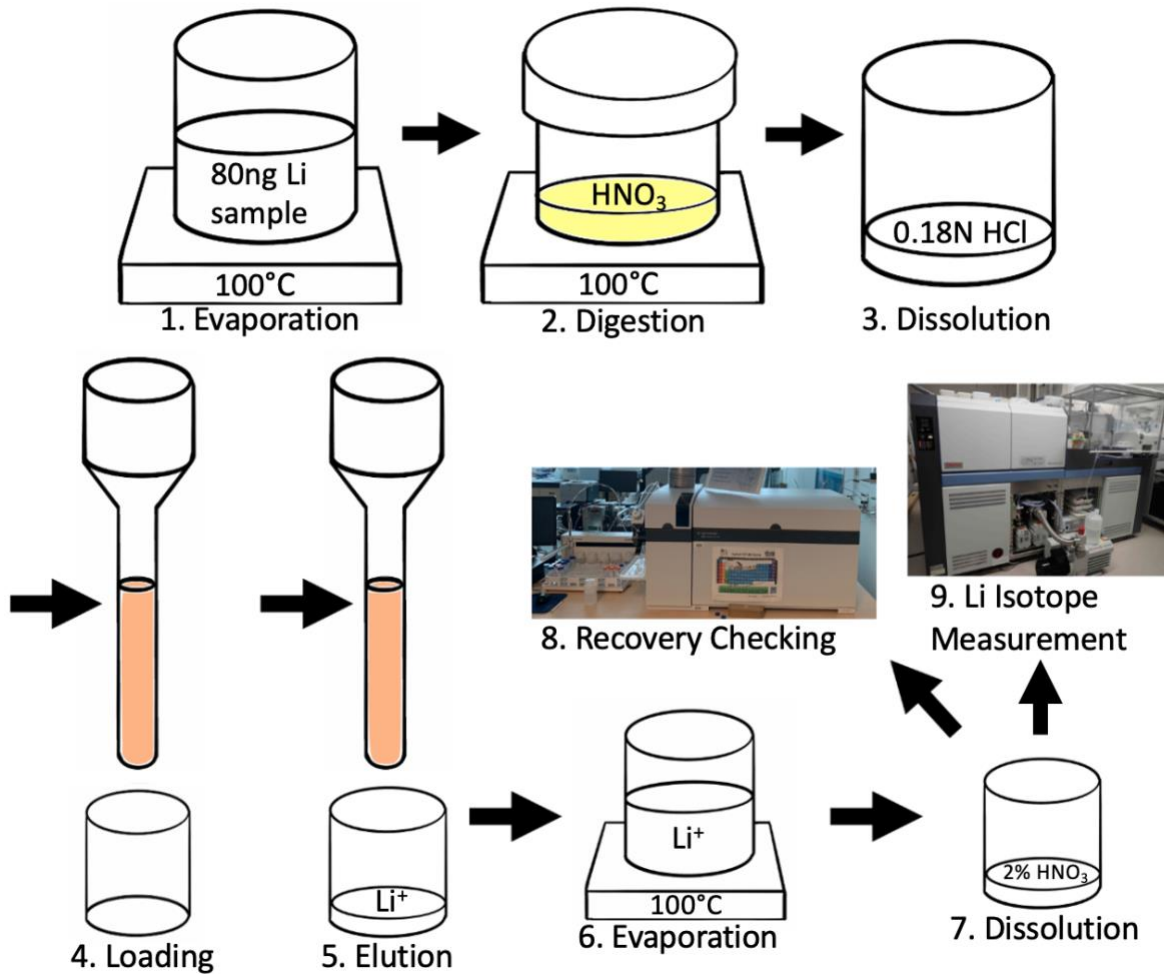 80ng Li
sample
100°C
1. Evaporation
HNO₃
100°C
2. Digestion
0.18N HCl
3. Dissolution
4. Loading
Li⁺
5. Elution
Li⁺
100°C
6. Evaporation
2% HNO₃
7. Dissolution
8. Recovery Checking
9. Li Isotope
Measurement